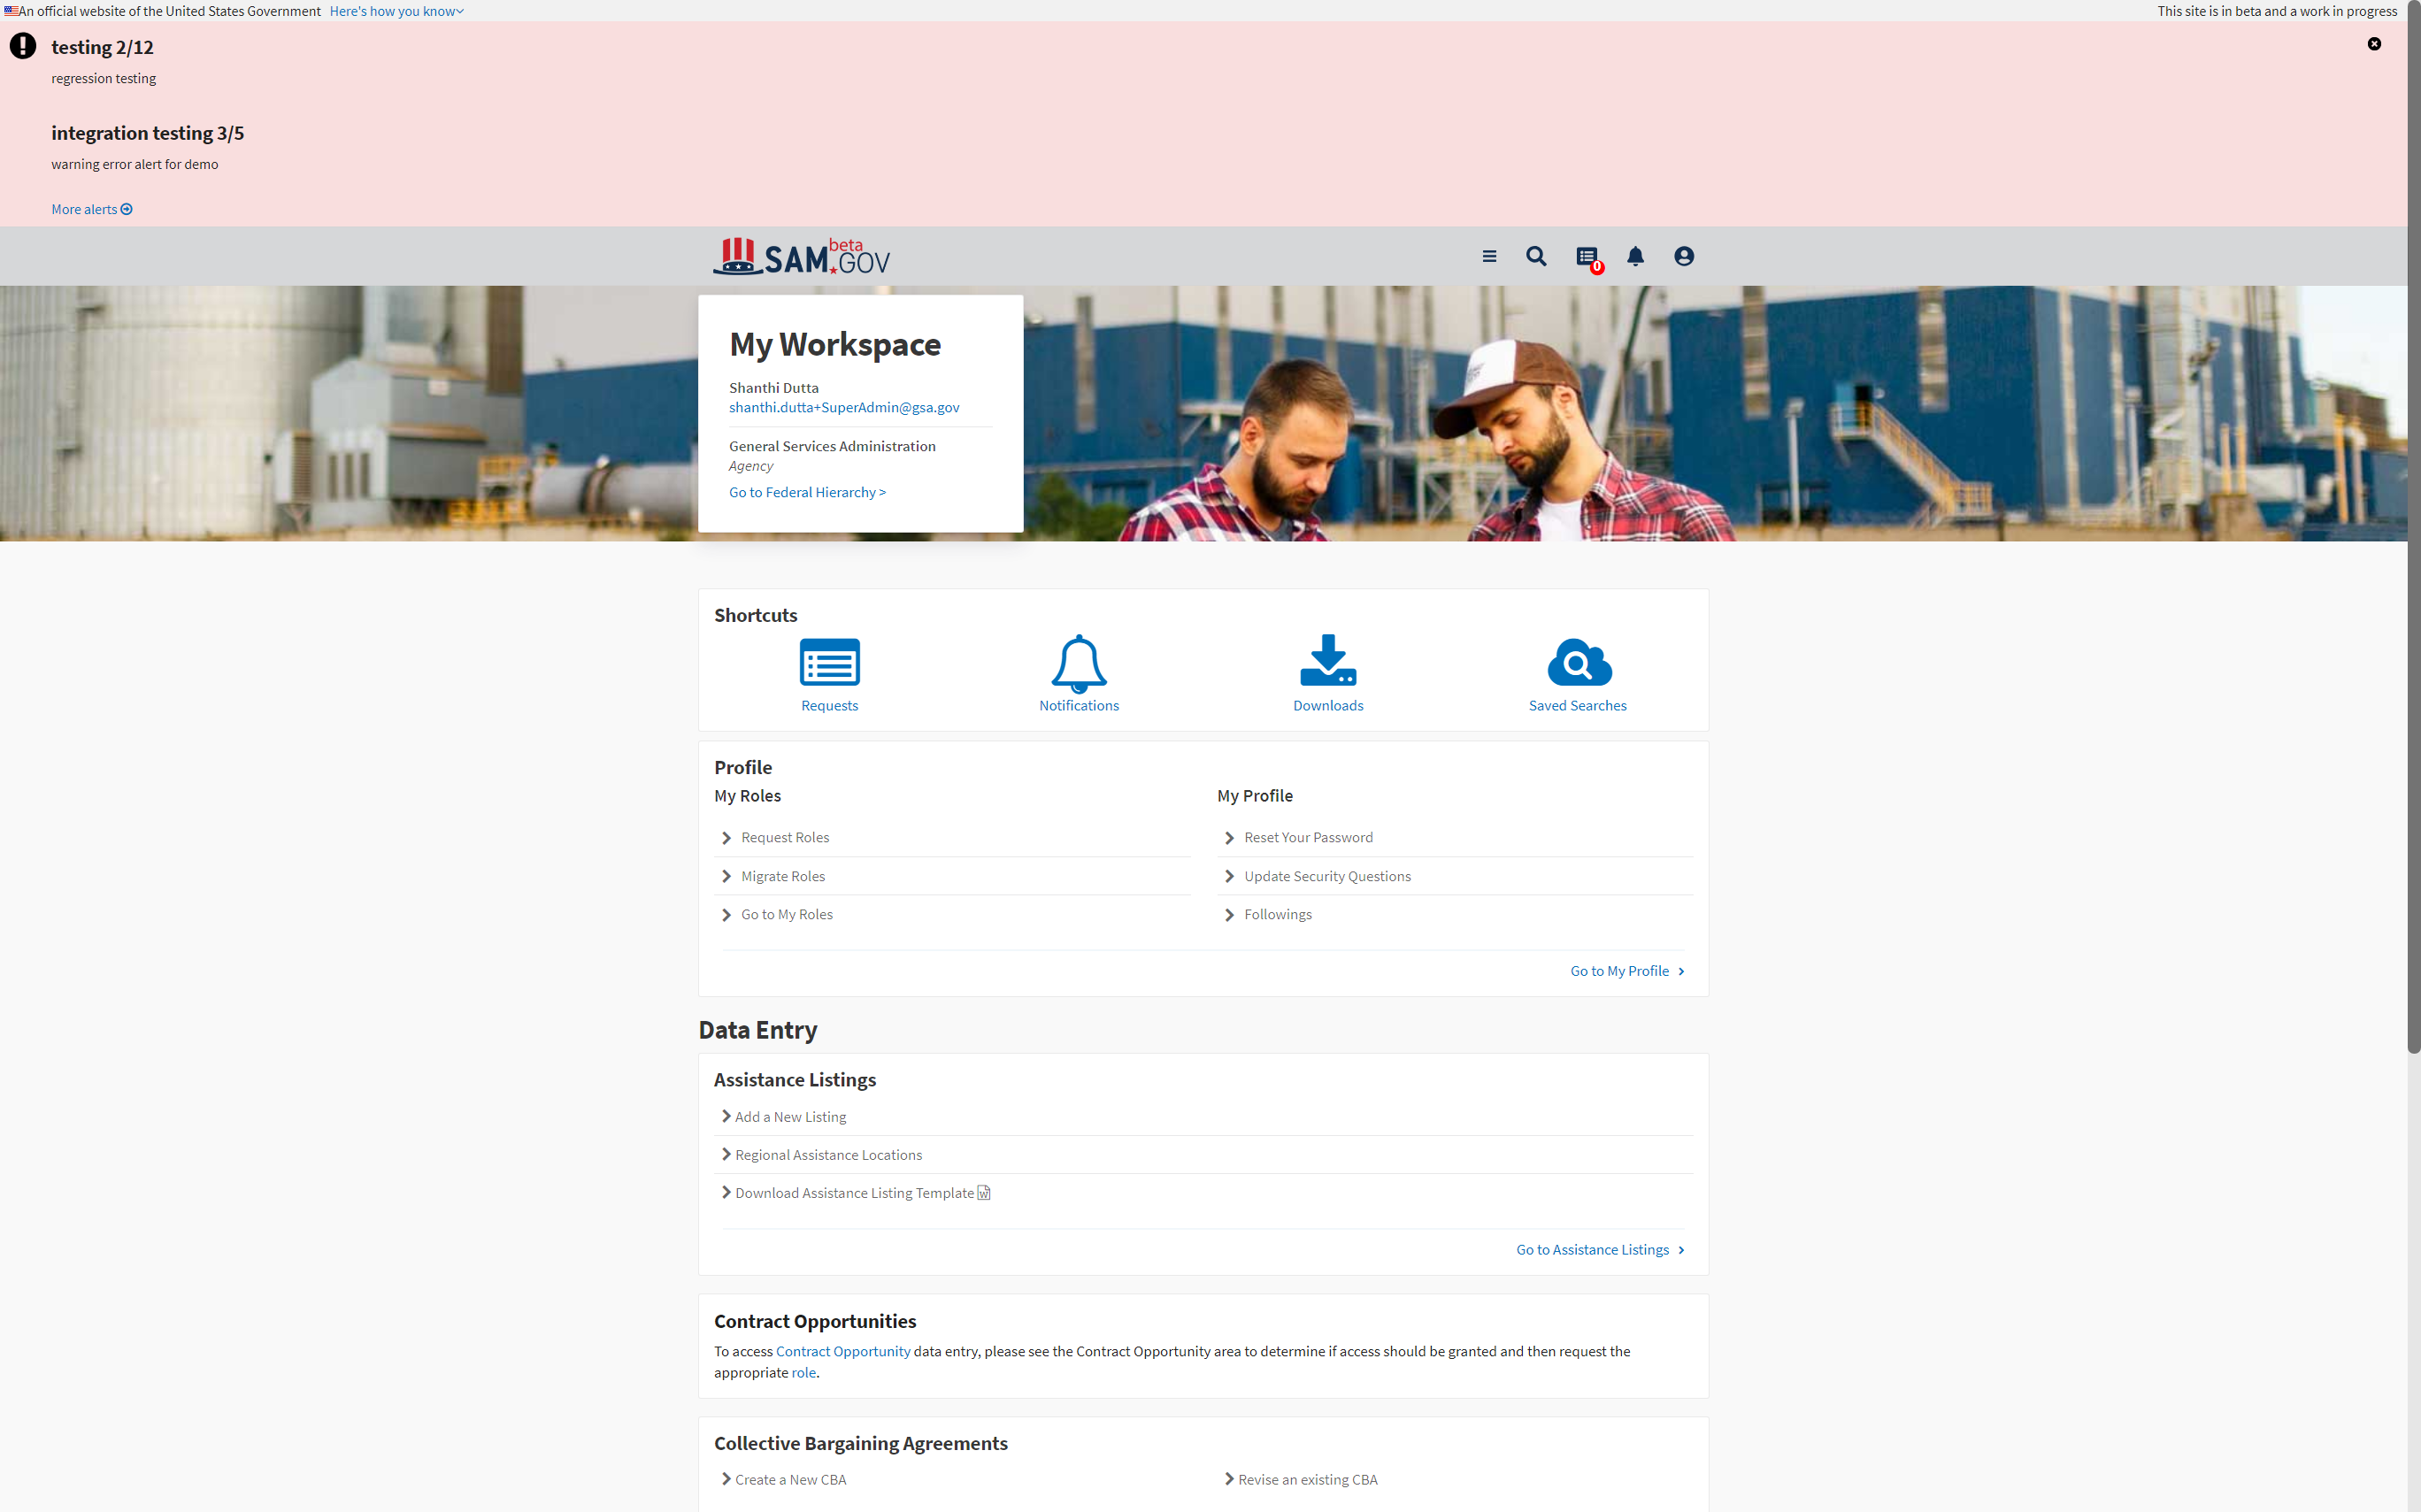 An official website of the United States Government Here's how you know
This site is in beta and a work in progress
testing 2/12
regression testing
integration testing 3/5
warning error alert for demo
More alerts
SAM.GOV beta
0
My Workspace
Shanthi Dutta
shanthi.dutta+SuperAdmin@gsa.gov
General Services Administration
Agency
Go to Federal Hierarchy >
Shortcuts
Requests
Notifications
Downloads
Saved Searches
Profile
My Roles
Request Roles
Migrate Roles
Go to My Roles
My Profile
Reset Your Password
Update Security Questions
Followings
Go to My Profile
Data Entry
Assistance Listings
Add a New Listing
Regional Assistance Locations
Download Assistance Listing Template
Go to Assistance Listings
Contract Opportunities
To access Contract Opportunity data entry, please see the Contract Opportunity area to determine if access should be granted and then request the
appropriate role.
Collective Bargaining Agreements
Create a New CBA
Revise an existing CBA